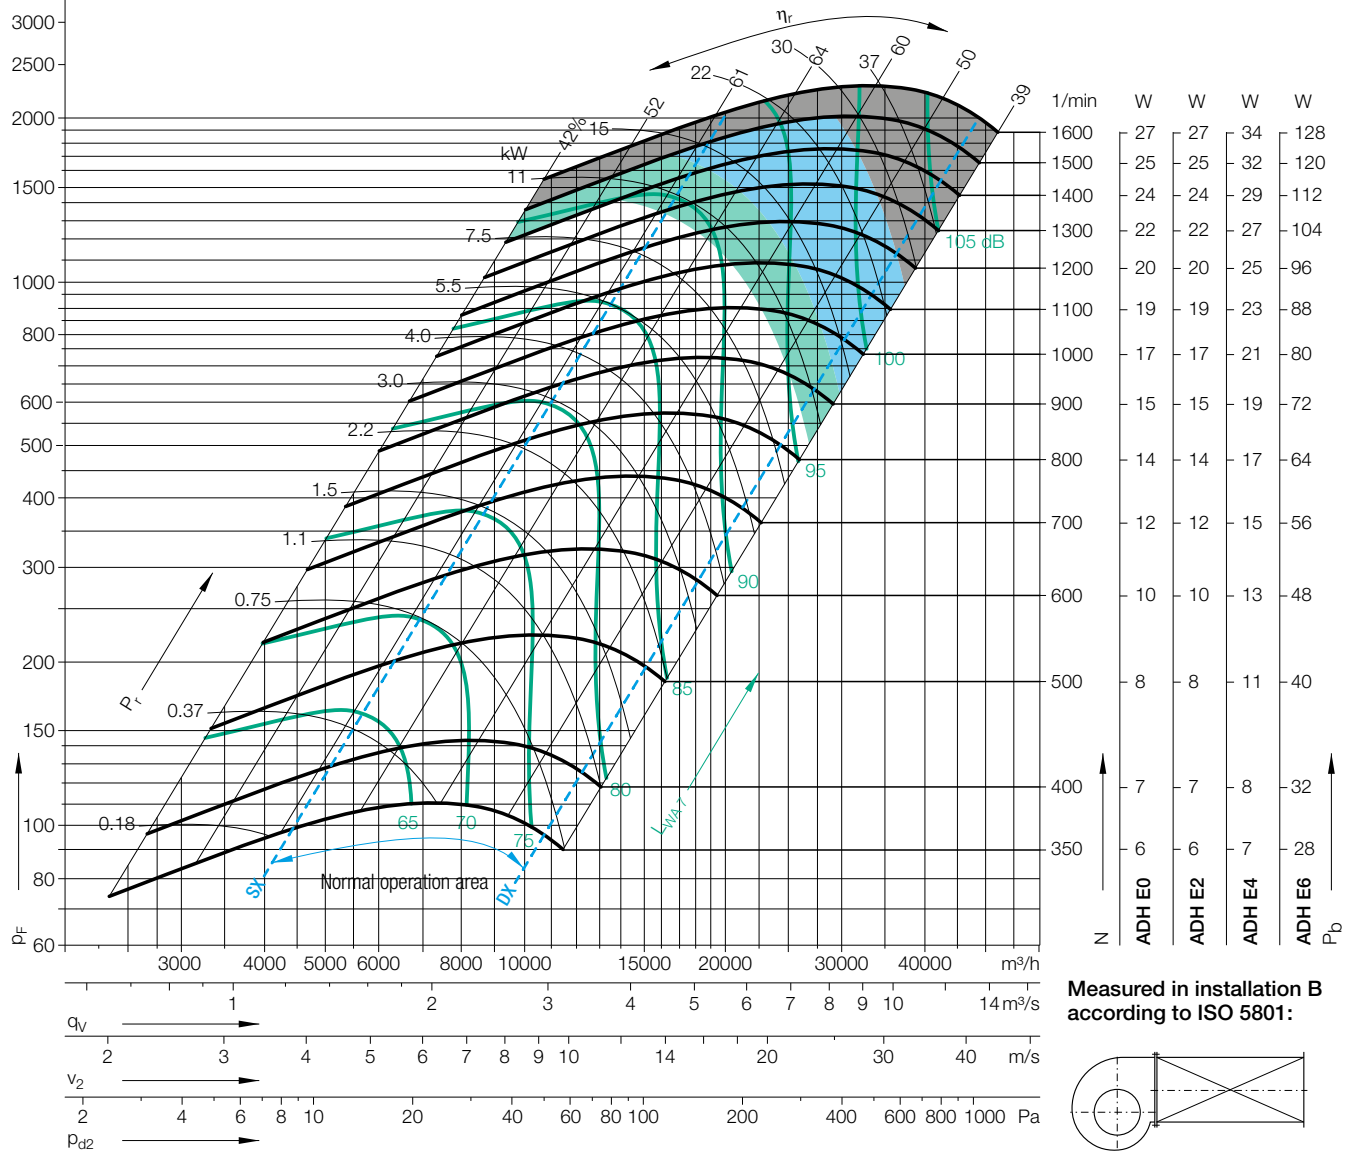 3000
2500
2000
1500
1000
800
600
500
400
300
200
150
100
80
60
pF
Pr
ηr
kW
42%
52
61
64
60
50
39
11
15
22
30
37
7.5
5.5
4.0
3.0
2.2
1.5
1.1
0.75
0.37
0.18
105 dB
100
95
90
85
80
75
70
65
LWA 7
SX
Normal operation area
DX
1/min W W W W
1600 27 27 34 128
1500 25 25 32 120
1400 24 24 29 112
1300 22 22 27 104
1200 20 20 25 96
1100 19 19 23 88
1000 17 17 21 80
900 15 15 19 72
800 14 14 17 64
700 12 12 15 56
600 10 10 13 48
500 8 8 11 40
400 7 7 8 32
350 6 6 7 28
N ADH E0 ADH E2 ADH E4 ADH E6 Pb
3000 4000 5000 6000 8000 10000 15000 20000 30000 40000 m³/h
1 2 3 4 5 6 7 8 9 10 14 m³/s
qV
2 3 4 5 6 7 8 9 10 14 20 30 40 m/s
v2
2 4 6 8 10 20 40 60 80 100 200 400 600 800 1000 Pa
pd2
Measured in installation B
according to ISO 5801: